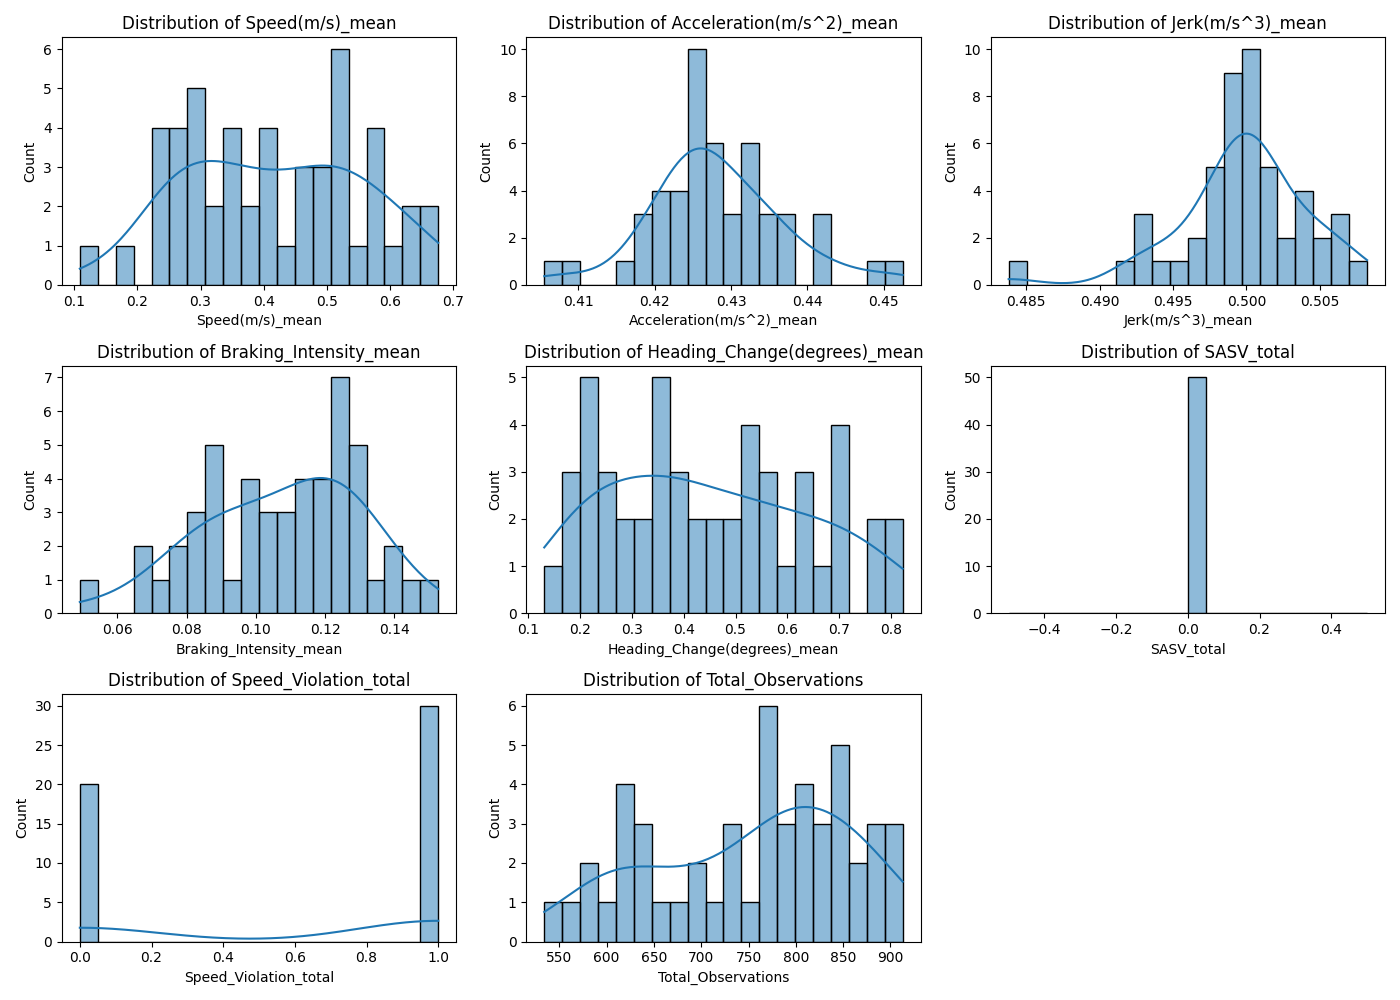 Distribution of Speed(m/s)_mean
6
5
4
3
2
1
0
Count
0.1 0.2 0.3 0.4 0.5 0.6 0.7
Speed(m/s)_mean
Distribution of Acceleration(m/s^2)_mean
10
8
6
4
2
0
Count
0.41 0.42 0.43 0.44 0.45
Acceleration(m/s^2)_mean
Distribution of Jerk(m/s^3)_mean
10
8
6
4
2
0
Count
0.485 0.490 0.495 0.500 0.505
Jerk(m/s^3)_mean
Distribution of Braking_Intensity_mean
7
6
5
4
3
2
1
0
Count
0.06 0.08 0.10 0.12 0.14
Braking_Intensity_mean
Distribution of Heading_Change(degrees)_mean
5
4
3
2
1
0
Count
0.1 0.2 0.3 0.4 0.5 0.6 0.7 0.8
Heading_Change(degrees)_mean
Distribution of SASV_total
50
40
30
20
10
0
Count
−0.4 −0.2 0.0 0.2 0.4
SASV_total
Distribution of Speed_Violation_total
30
25
20
15
10
5
0
Count
0.0 0.2 0.4 0.6 0.8 1.0
Speed_Violation_total
Distribution of Total_Observations
6
5
4
3
2
1
0
Count
550 600 650 700 750 800 850 900
Total_Observations